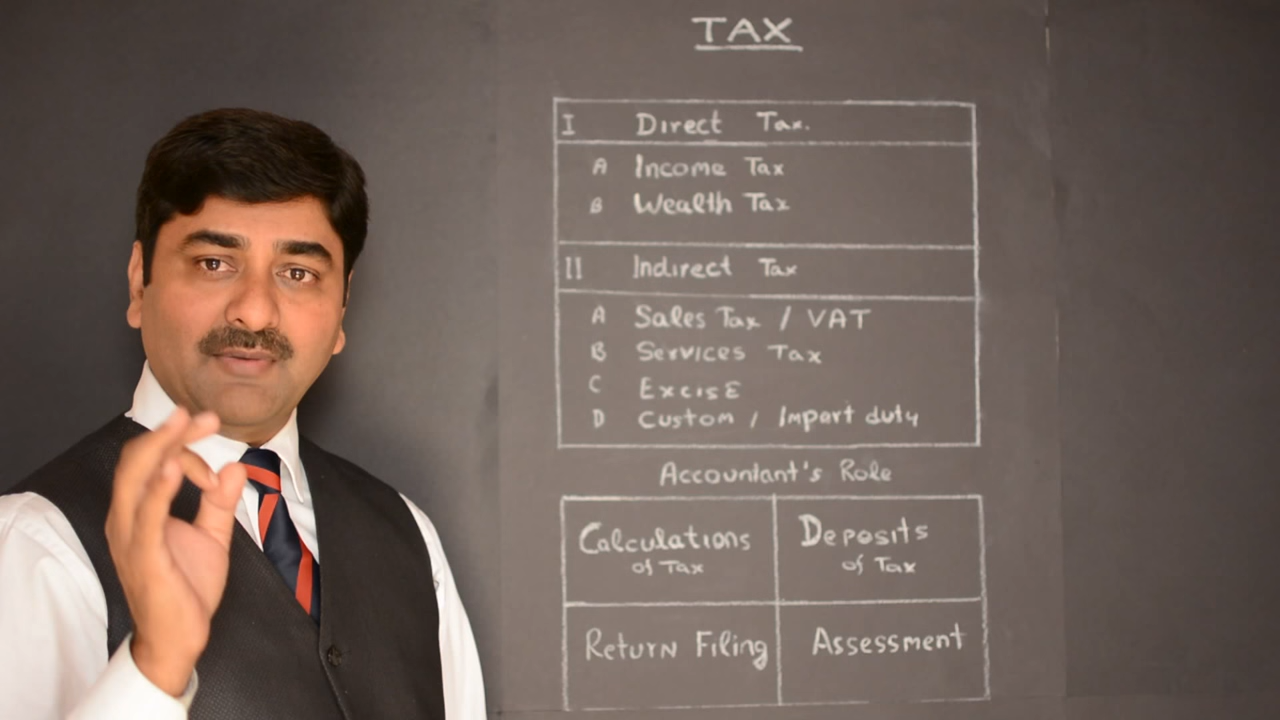 TAX
I Direct Tax.
A Income Tax
B Wealth Tax
II Indirect Tax
A Sales Tax / VAT
B Services Tax
C Excise
D Custom / Import duty
Accountant's Role
Calculations
of Tax
Deposits
of Tax
Return Filing
Assessment